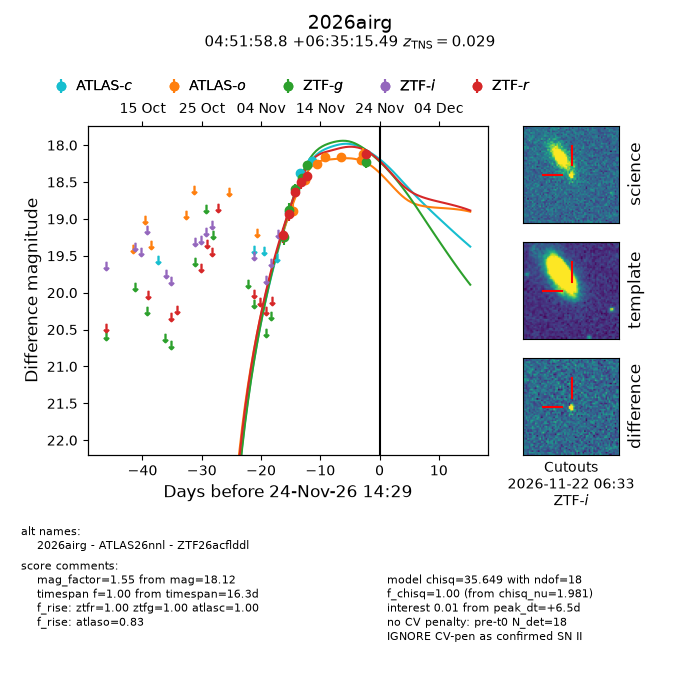 2026airg
04:51:58.8 +06:35:15.49 zTNS = 0.029
ATLAS-c
ATLAS-o
ZTF-g
ZTF-i
ZTF-r
15 Oct 25 Oct 04 Nov 14 Nov 24 Nov 04 Dec
18.0
18.5
19.0
19.5
20.0
20.5
21.0
21.5
22.0
Difference magnitude
−40 −30 −20 −10 0 10
Days before 24-Nov-26 14:29
science
template
difference
Cutouts
2026-11-22 06:33
ZTF-i
alt names:
2026airg - ATLAS26nnl - ZTF26acflddl
score comments:
mag_factor=1.55 from mag=18.12
timespan f=1.00 from timespan=16.3d
f_rise: ztfr=1.00 ztfg=1.00 atlasc=1.00
f_rise: atlaso=0.83
model chisq=35.649 with ndof=18
f_chisq=1.00 (from chisq_nu=1.981)
interest 0.01 from peak_dt=+6.5d
no CV penalty: pre-t0 N_det=18
IGNORE CV-pen as confirmed SN II